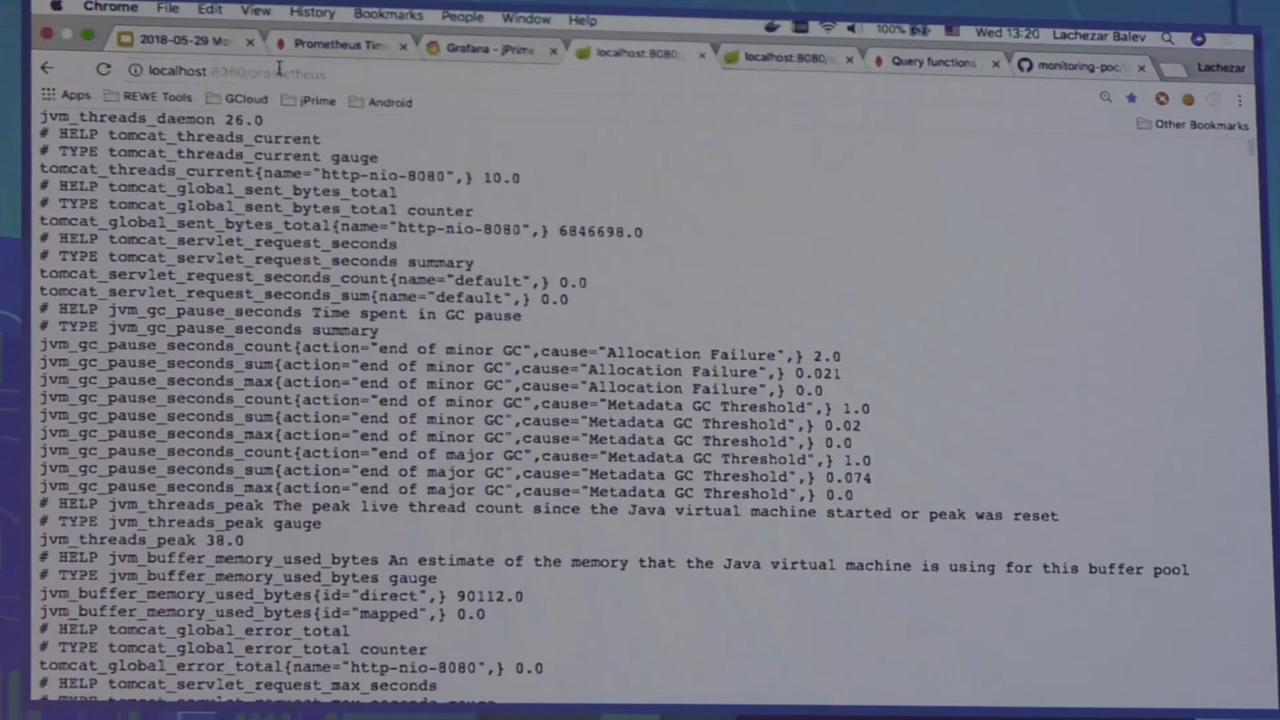 Chrome File Edit View History Bookmarks People Window Help 100% Wed 13:20 Lachezar Balev
2018-05-29 Mo Prometheus Tim Grafana - jPrime localhost:8080 localhost:8080/ Query functions monitoring-poc/ Lachezar
localhost:8080/prometheus
Apps REWE Tools GCloud jPrime Android
Other Bookmarks
jvm_threads_daemon 26.0
# HELP tomcat_threads_current
# TYPE tomcat_threads_current gauge
tomcat_threads_current{name="http-nio-8080",} 10.0
# HELP tomcat_global_sent_bytes_total
# TYPE tomcat_global_sent_bytes_total counter
tomcat_global_sent_bytes_total{name="http-nio-8080",} 6846698.0
# HELP tomcat_servlet_request_seconds
# TYPE tomcat_servlet_request_seconds summary
tomcat_servlet_request_seconds_count{name="default",} 0.0
tomcat_servlet_request_seconds_sum{name="default",} 0.0
# HELP jvm_gc_pause_seconds Time spent in GC pause
# TYPE jvm_gc_pause_seconds summary
jvm_gc_pause_seconds_count{action="end of minor GC",cause="Allocation Failure",} 2.0
jvm_gc_pause_seconds_sum{action="end of minor GC",cause="Allocation Failure",} 0.021
jvm_gc_pause_seconds_max{action="end of minor GC",cause="Allocation Failure",} 0.0
jvm_gc_pause_seconds_count{action="end of minor GC",cause="Metadata GC Threshold",} 1.0
jvm_gc_pause_seconds_sum{action="end of minor GC",cause="Metadata GC Threshold",} 0.02
jvm_gc_pause_seconds_max{action="end of minor GC",cause="Metadata GC Threshold",} 0.0
jvm_gc_pause_seconds_count{action="end of major GC",cause="Metadata GC Threshold",} 1.0
jvm_gc_pause_seconds_sum{action="end of major GC",cause="Metadata GC Threshold",} 0.074
jvm_gc_pause_seconds_max{action="end of major GC",cause="Metadata GC Threshold",} 0.0
# HELP jvm_threads_peak The peak live thread count since the Java virtual machine started or peak was reset
# TYPE jvm_threads_peak gauge
jvm_threads_peak 38.0
# HELP jvm_buffer_memory_used_bytes An estimate of the memory that the Java virtual machine is using for this buffer pool
# TYPE jvm_buffer_memory_used_bytes gauge
jvm_buffer_memory_used_bytes{id="direct",} 90112.0
jvm_buffer_memory_used_bytes{id="mapped",} 0.0
# HELP tomcat_global_error_total
# TYPE tomcat_global_error_total counter
tomcat_global_error_total{name="http-nio-8080",} 0.0
# HELP tomcat_servlet_request_max_seconds